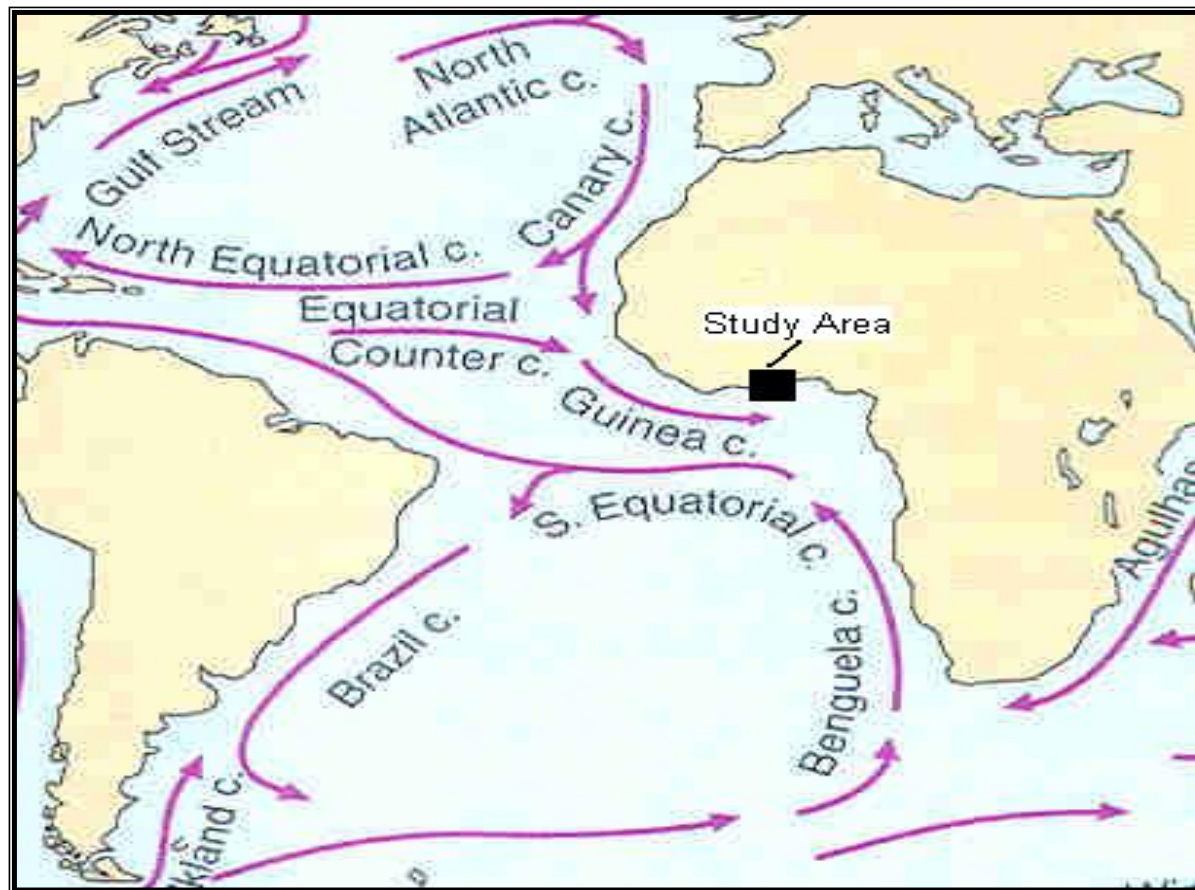 North
Atlantic c.
Gulf Stream
Canary c.
North Equatorial c.
Equatorial
Counter c.
Study Area
Guinea c.
S. Equatorial c.
Agulhas
Brazil c.
Benguela c.
kland c.